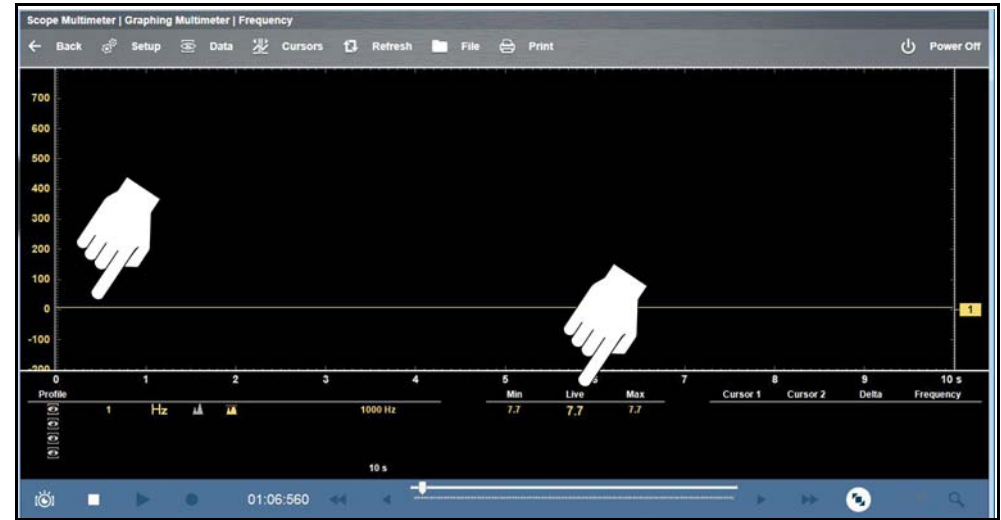 Scope Multimeter | Graphing Multimeter | Frequency
Back Setup Data Cursors Refresh File Print Power Off
700
600
500
400
300
200
100
0
1
-100
-200
0 1 2 3 4 5 7 8 9 10 s
Profile Min Live Max Cursor 1 Cursor 2 Delta Frequency
1 Hz 1000 Hz 7.7 7.7 7.7
10 s
01:06:560